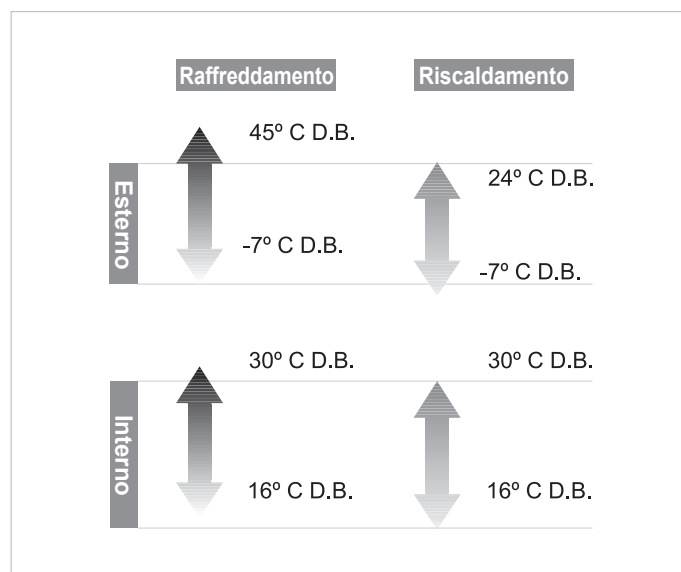 Raffreddamento
Riscaldamento
Esterno
45º C D.B.
24º C D.B.
-7º C D.B.
-7º C D.B.
Interno
30º C D.B.
30º C D.B.
16º C D.B.
16º C D.B.